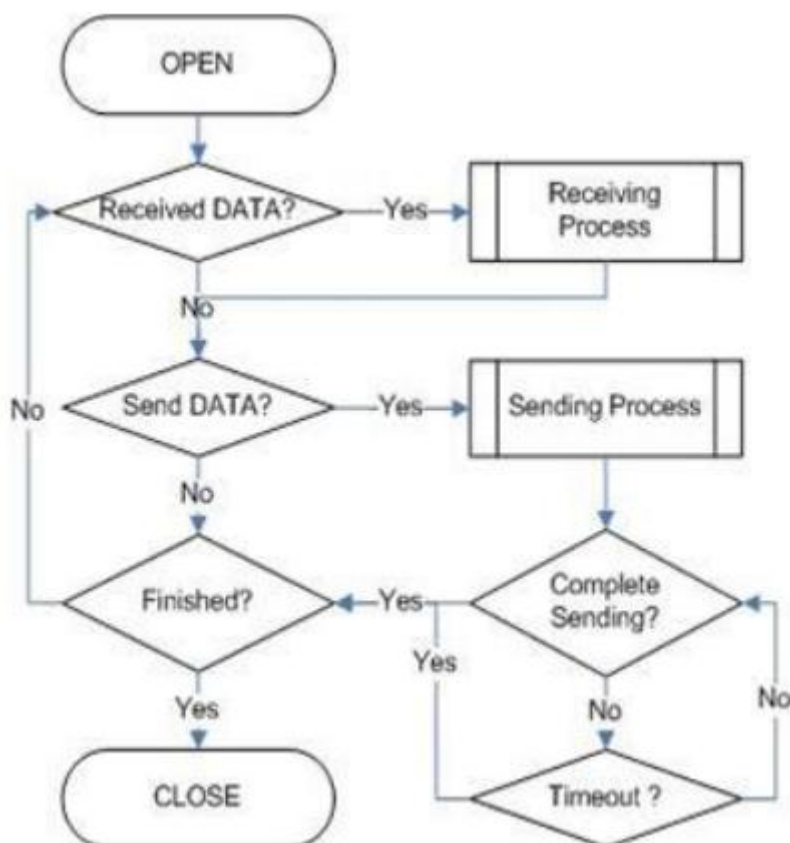 OPEN
Received DATA?
Yes
Receiving
Process
No
Send DATA?
Yes
Sending Process
No
No
Finished?
Yes
Complete
Sending?
Yes
No
No
Yes
CLOSE
Timeout ?